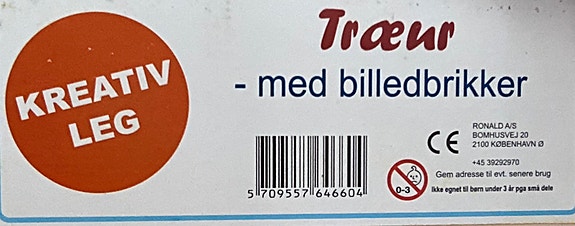 KREATIV
LEG
Træur
- med billedbrikker
CE
RONALD A/S
BOMHUSVEJ 20
2100 KØBENHAVN Ø
+45 39292970
0-3
Gem adresse til evt. senere brug
Ikke egnet til børn under 3 år pga små dele
5 709557 646604